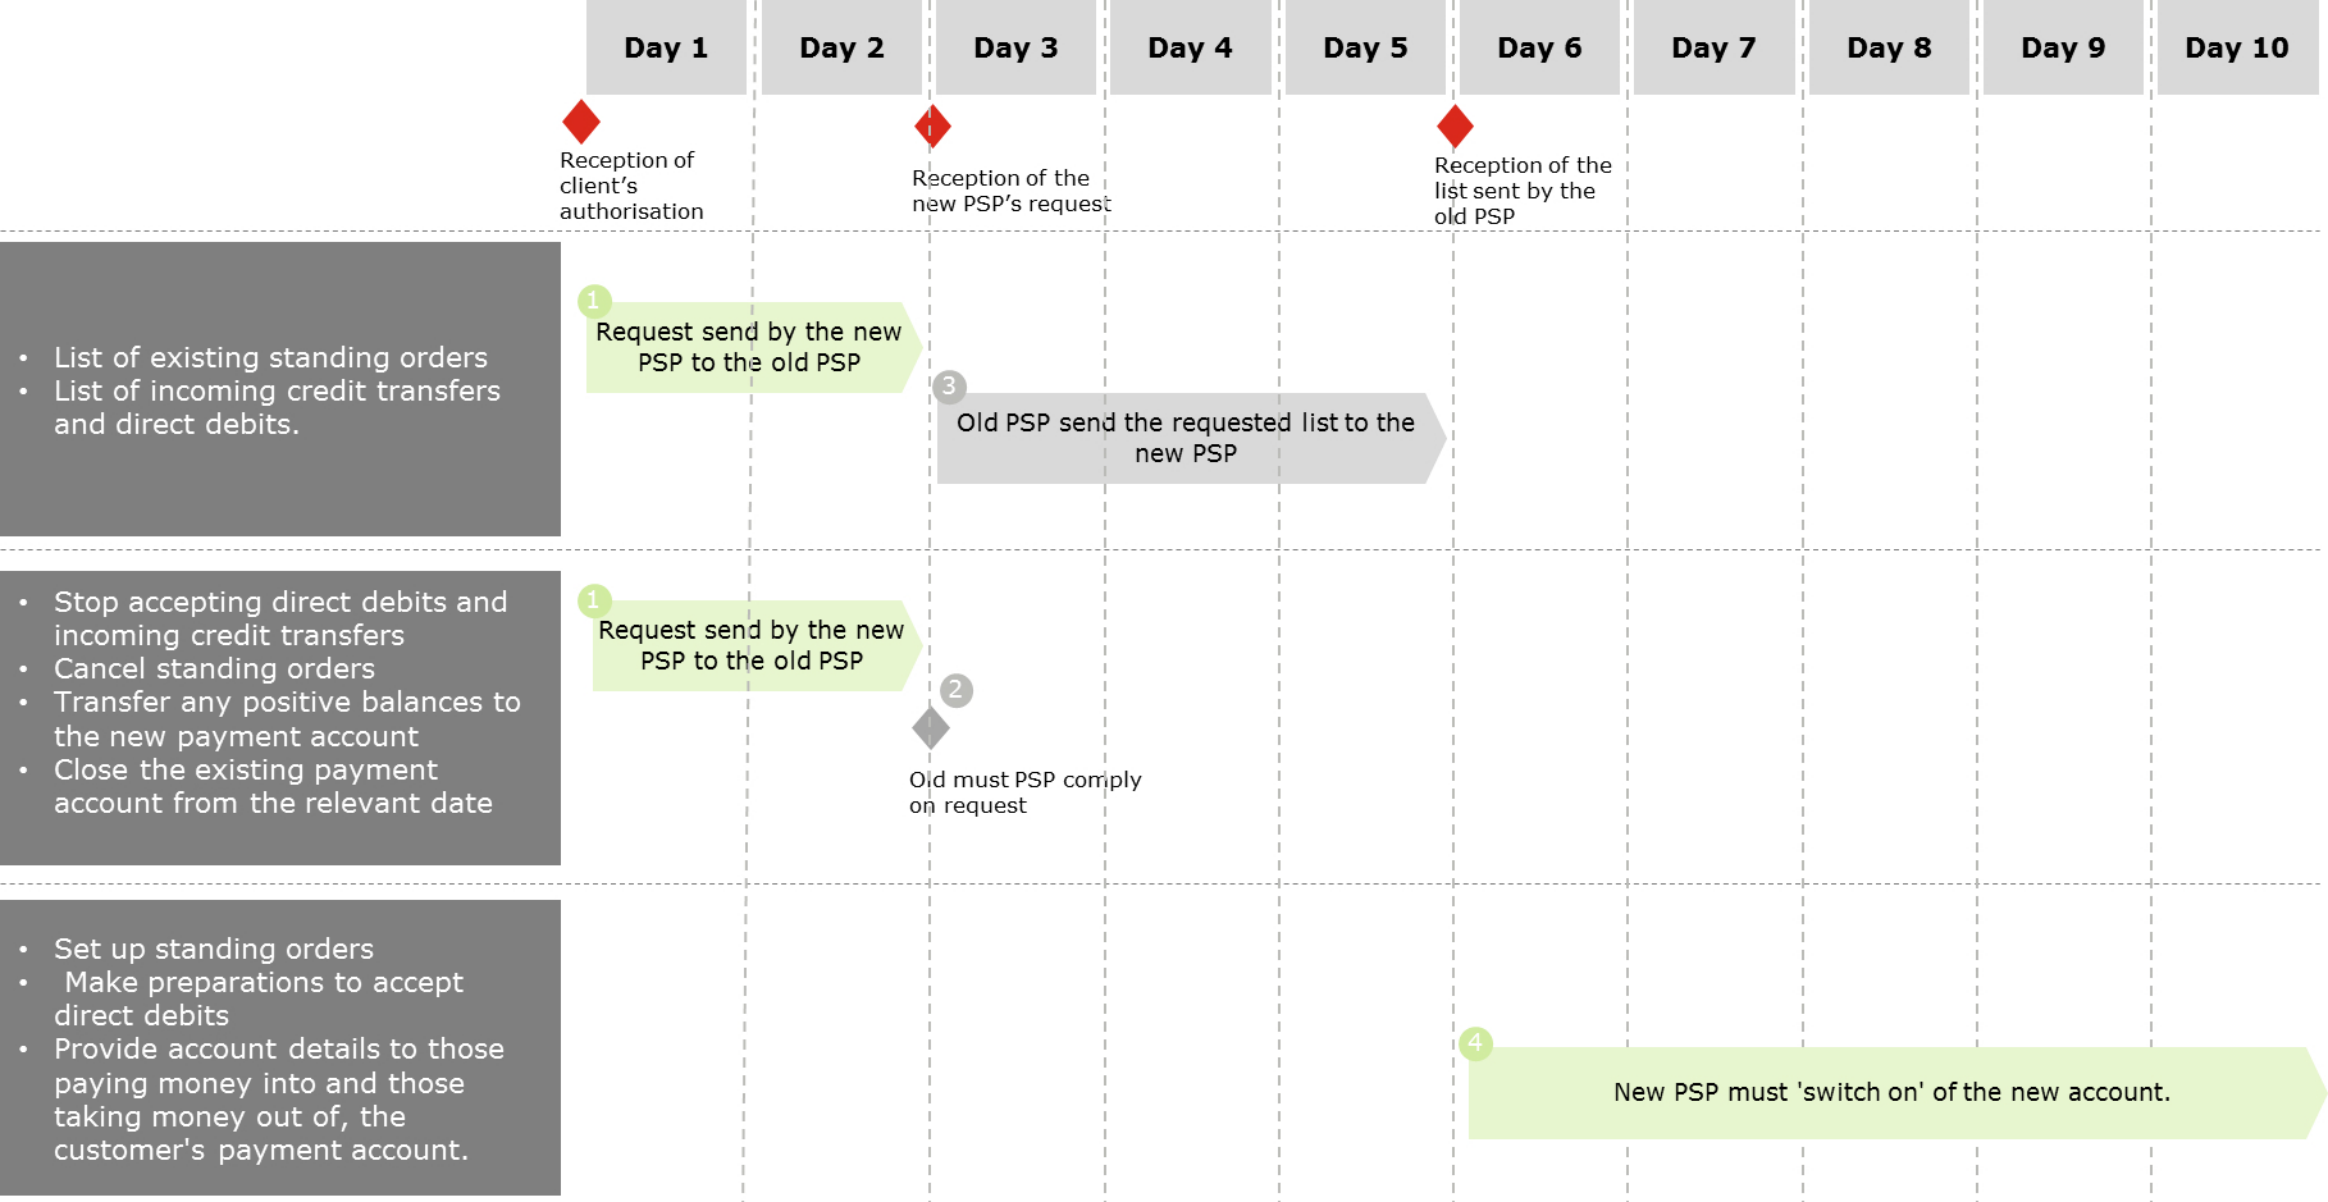 Day 1 Day 2 Day 3 Day 4 Day 5 Day 6 Day 7 Day 8 Day 9 Day 10
Reception of
client’s
authorisation
Reception of the
new PSP’s request
Reception of the
list sent by the
old PSP
• List of existing standing orders
• List of incoming credit transfers
and direct debits.
1
Request send by the new
PSP to the old PSP
3
Old PSP send the requested list to the
new PSP
• Stop accepting direct debits and
incoming credit transfers
• Cancel standing orders
• Transfer any positive balances to
the new payment account
• Close the existing payment
account from the relevant date
1
Request send by the new
PSP to the old PSP
2
Old must PSP comply
on request
• Set up standing orders
• Make preparations to accept
direct debits
• Provide account details to those
paying money into and those
taking money out of, the
customer's payment account.
4
New PSP must 'switch on' of the new account.